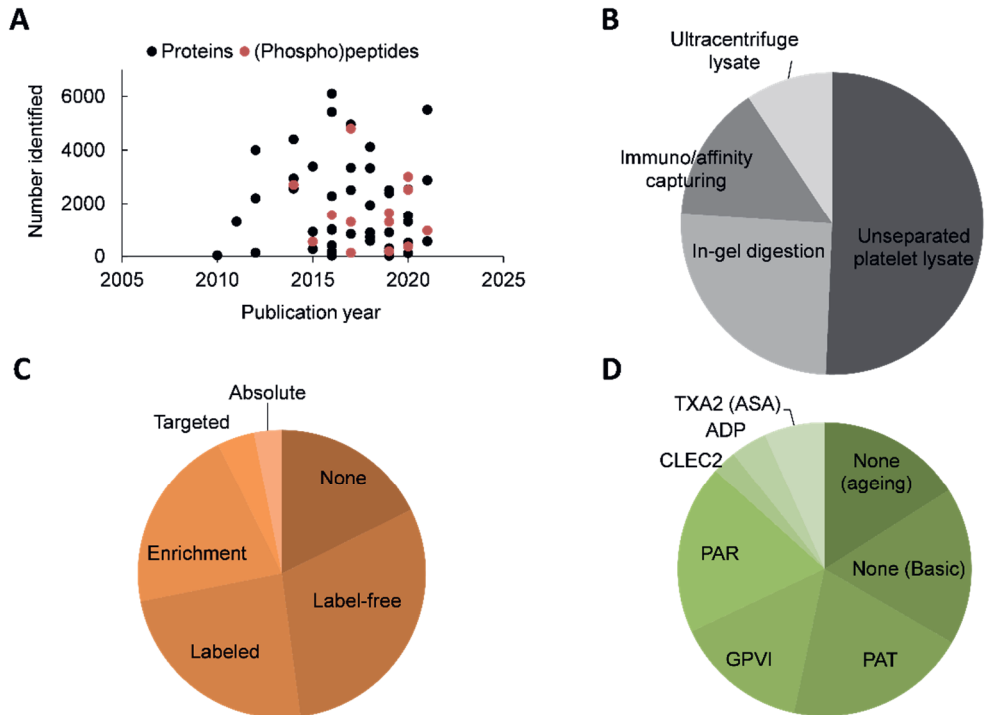 A
Proteins (Phospho)peptides
Number identified
6000
4000
2000
0
2005 2010 2015 2020 2025
Publication year
B
Ultracentrifuge
lysate
Immuno/affinity
capturing
In-gel digestion
Unseparated
platelet lysate
C
Absolute
Targeted
None
Enrichment
Label-free
Labeled
D
TXA2 (ASA)
ADP
CLEC2
None
(ageing)
PAR
None (Basic)
GPVI
PAT